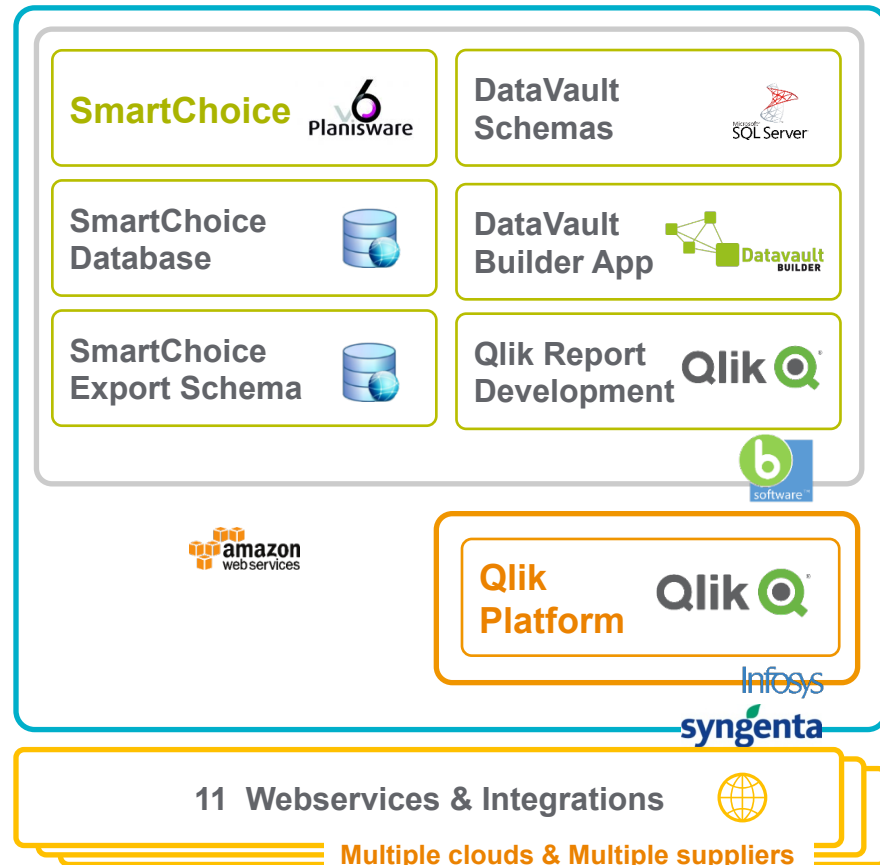 SmartChoice
v6
Planisware
DataVault
Schemas
Microsoft®
SQL Server
SmartChoice
Database
DataVault
Builder App
Datavault
BUILDER
SmartChoice
Export Schema
Qlik Report
Development
Qlik
b
software™
amazon
webservices
Qlik
Platform
Qlik
Infosys
syngenta
11 Webservices & Integrations
Multiple clouds & Multiple suppliers